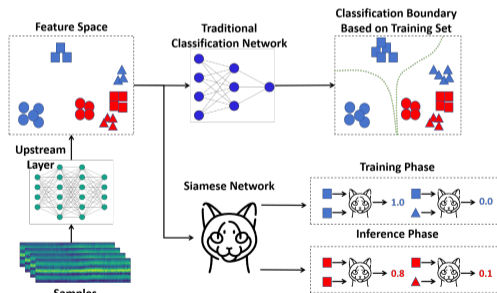 Feature Space
Traditional
Classification Network
Classification Boundary
Based on Training Set
Upstream
Layer
Siamese Network
Training Phase
1.0
0.0
Inference Phase
0.8
0.1
Samples